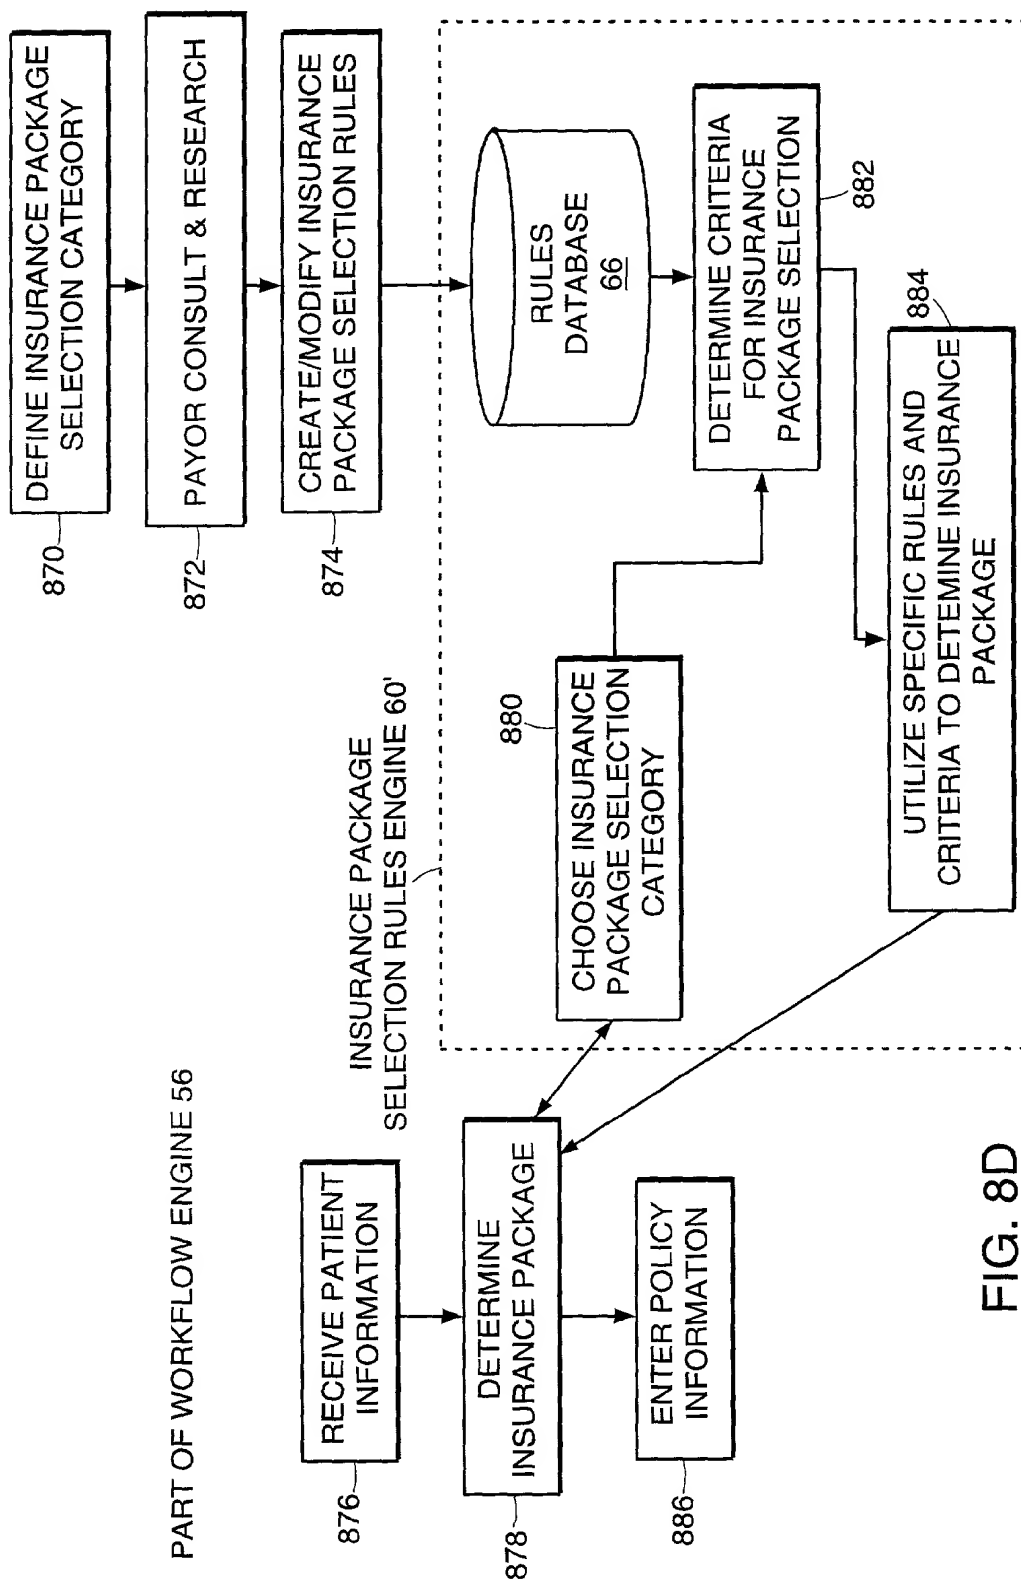 PART OF WORKFLOW ENGINE 56
876
RECEIVE PATIENT
INFORMATION
878
DETERMINE
INSURANCE PACKAGE
886
ENTER POLICY
INFORMATION
INSURANCE PACKAGE
SELECTION RULES ENGINE 60'
870
DEFINE INSURANCE PACKAGE
SELECTION CATEGORY
872
PAYOR CONSULT & RESEARCH
874
CREATE/MODIFY INSURANCE
PACKAGE SELECTION RULES
RULES
DATABASE
66
880
CHOOSE INSURANCE
PACKAGE SELECTION
CATEGORY
DETERMINE CRITERIA
FOR INSURANCE
PACKAGE SELECTION
882
884
UTILIZE SPECIFIC RULES AND
CRITERIA TO DETEMINE INSURANCE
PACKAGE
FIG. 8D